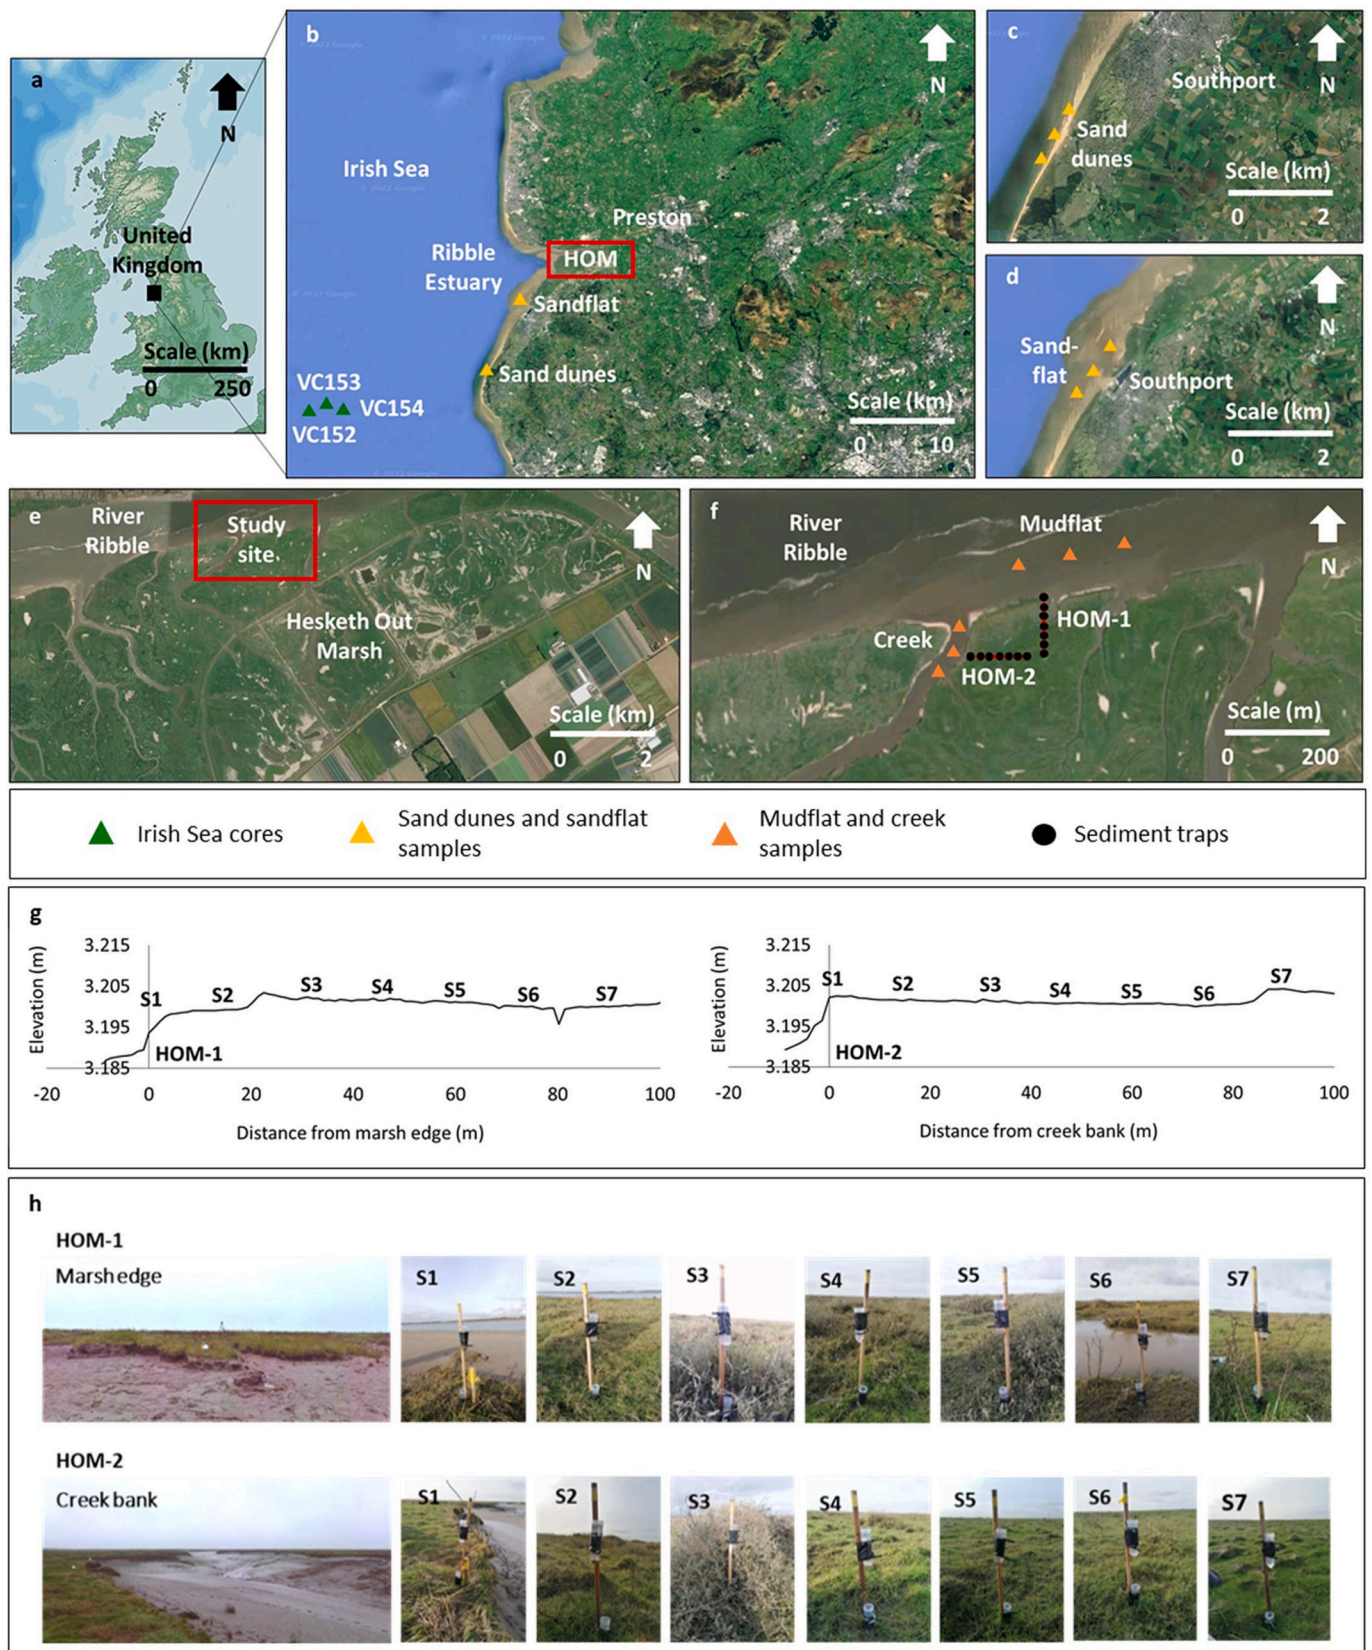 a
N
United
Kingdom
Scale (km)
0 250
b
N
Irish Sea
© 2022 Google
Preston
Ribble
Estuary
HOM
Sandflat
Sand dunes
VC153
VC154
VC152
Scale (km)
0 10
c
N
Southport
Sand
dunes
Scale (km)
0 2
d
N
Sand-
flat
Southport
Scale (km)
0 2
e
River
Ribble
Study
site
N
Hesketh Out
Marsh
Scale (km)
0 2
f
River
Ribble
Mudflat
N
HOM-1
Creek
HOM-2
Scale (m)
0 200
Irish Sea cores
Sand dunes and sandflat
samples
Mudflat and creek
samples
Sediment traps
g
Elevation (m)
3.215
3.205
3.195
3.185
S1 S2 S3 S4 S5 S6 S7
HOM-1
-20 0 20 40 60 80 100
Distance from marsh edge (m)
Elevation (m)
3.215
3.205
3.195
3.185
S1 S2 S3 S4 S5 S6 S7
HOM-2
-20 0 20 40 60 80 100
Distance from creek bank (m)
h
HOM-1
Marsh edge
S1 S2 S3 S4 S5 S6 S7
HOM-2
Creek bank
S1 S2 S3 S4 S5 S6 S7